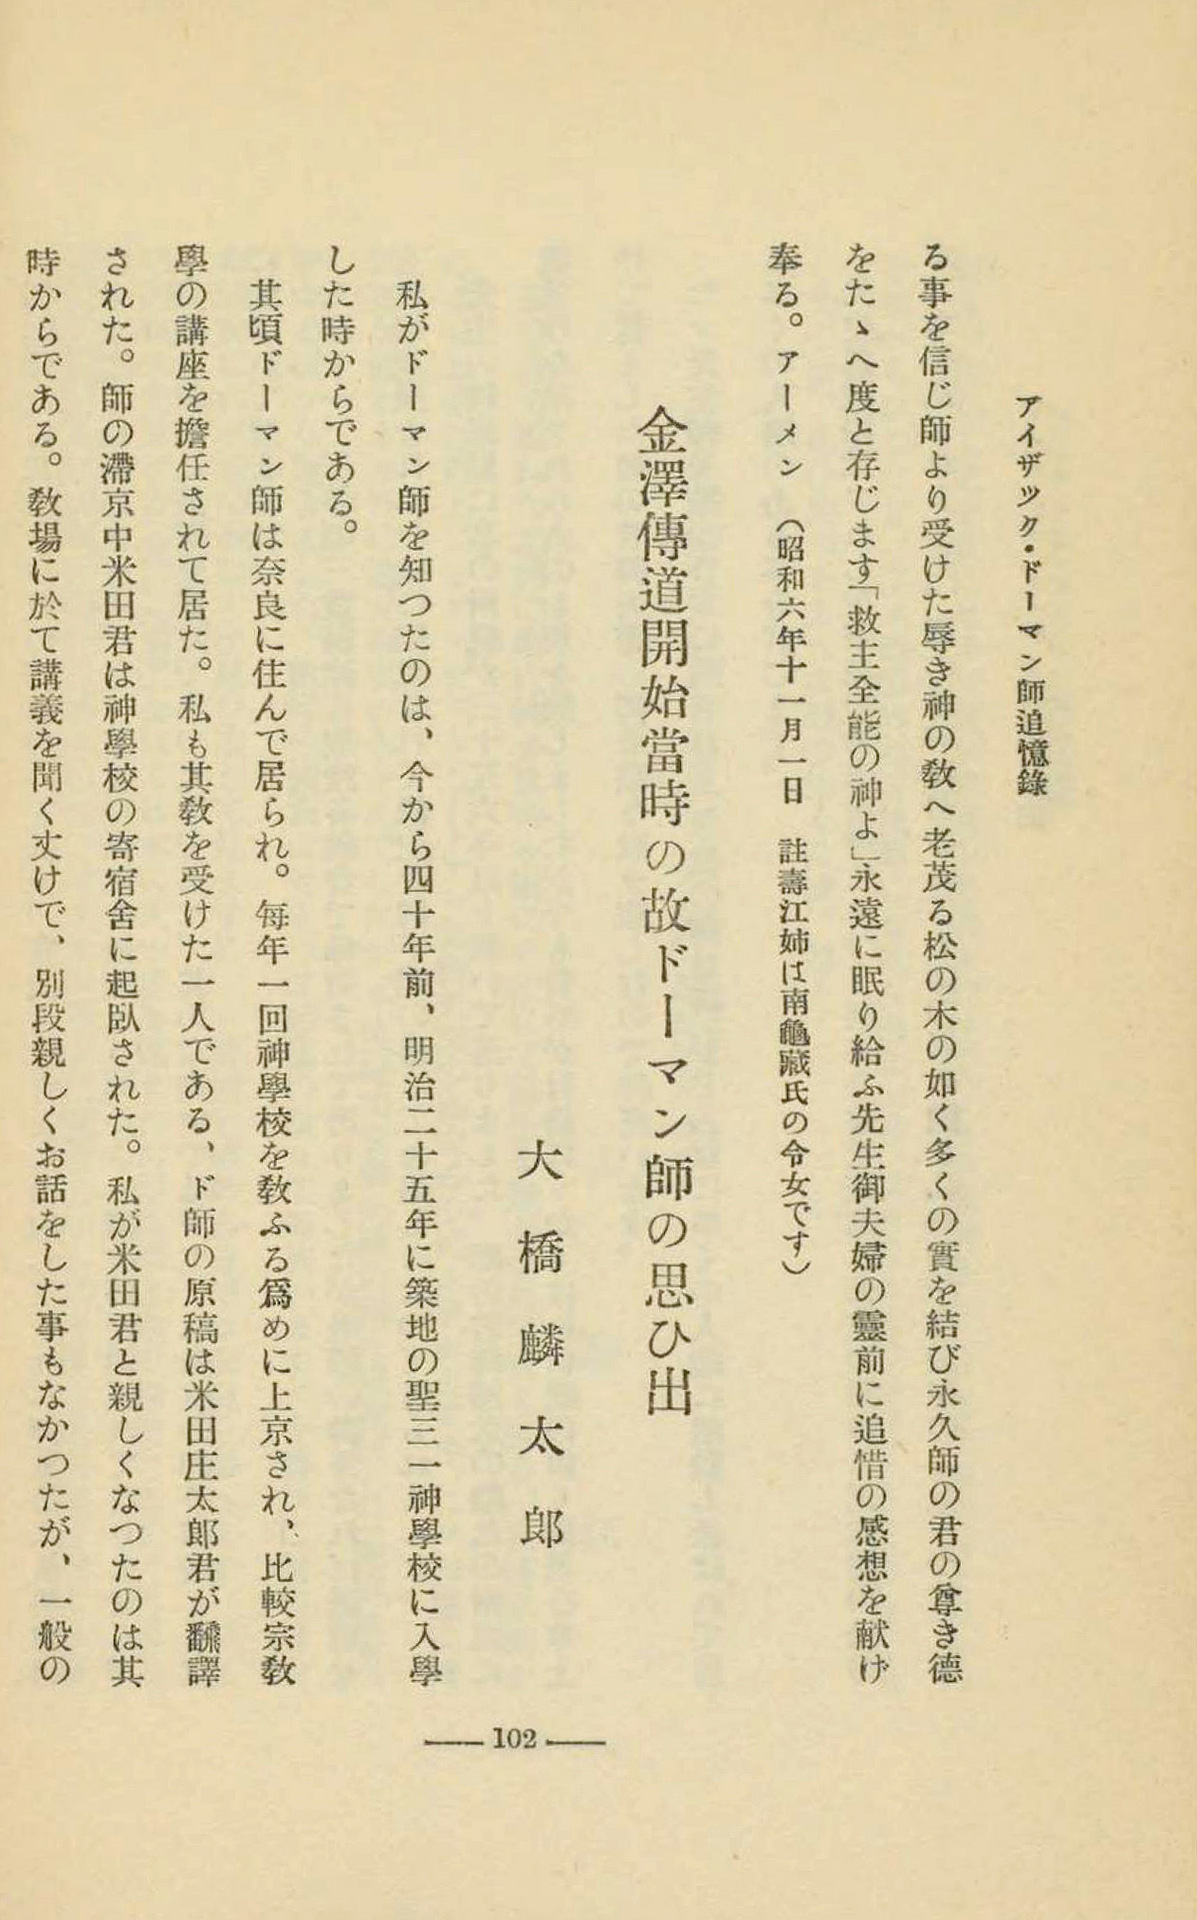 アイザック・ドーマン師追憶錄
る事を信じ師より受けた辱き神の敎へ老茂る松の木の如く多くの實を結び永久師の君の尊き德
をたゝへ度と存じます「救主全能の神よ」永遠に眠り給ふ先生御夫婦の靈前に追惜の感想を献げ
奉る。アーメン　（昭和六年十一月一日　註壽江姉は南龜藏氏の令女です）
金澤傳道開始當時の故ドーマン師の思ひ出
大橋麟太郎
私がドーマン師を知つたのは、今から四十年前、明治二十五年に築地の聖三一神學校に入學
した時からである。
其頃ドーマン師は奈良に住んで居られ。每年一回神學校を敎ふる爲めに上京され、比較宗敎
學の講座を擔任されて居た。私も其敎を受けた一人である、ド師の原稿は米田庄太郎君が飜譯
された。師の滯京中米田君は神學校の寄宿舍に起臥された。私が米田君と親しくなつたのは其
時からである。敎場に於て講義を聞く丈けで、別段親しくお話をした事もなかつたが、一般の
102